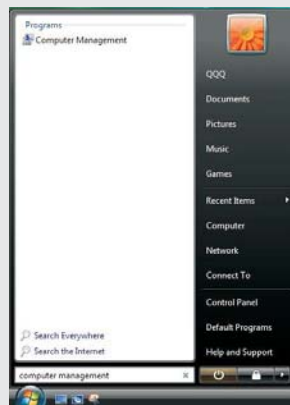 Programs
Computer Management
Search Everywhere
Search the Internet
computer management
QQQ
Documents
Pictures
Music
Games
Recent Items
Computer
Network
Connect To
Control Panel
Default Programs
Help and Support